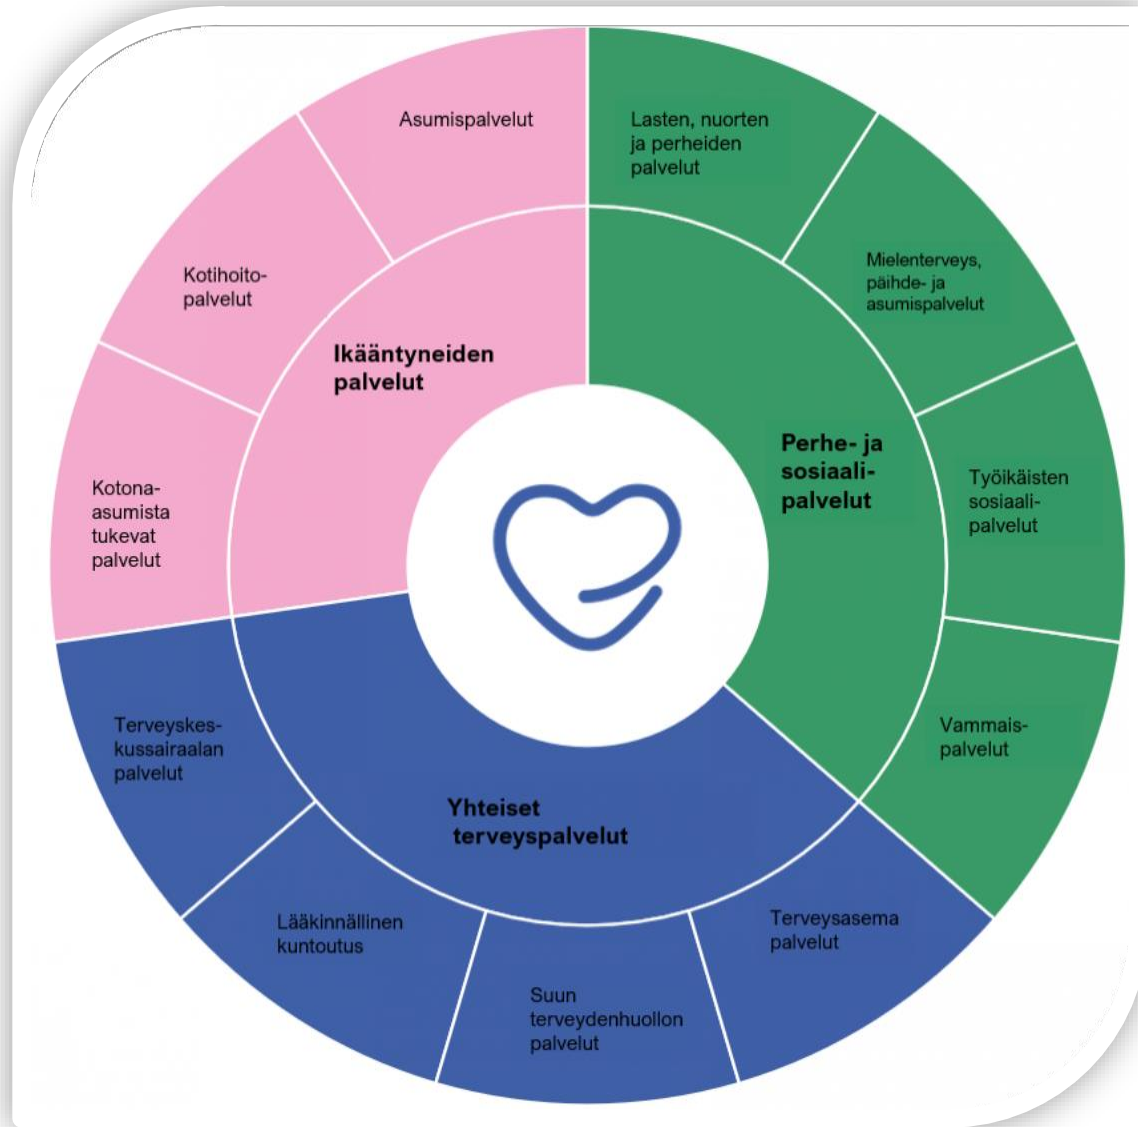 Asumispalvelut
Kotihoito-
palvelut
Kotona-
asumista
tukevat
palvelut
Ikääntyneiden
palvelut
Lasten, nuorten
ja perheiden
palvelut
Mielenterveys,
päihde- ja
asumispalvelut
Työikäisten
sosiaali-
palvelut
Vammais-
palvelut
Perhe- ja
sosiaali-
palvelut
Yhteiset
terveyspalvelut
Terveyskes-
kussairaalan
palvelut
Lääkinnällinen
kuntoutus
Suun
terveydenhuollon
palvelut
Terveysasema
palvelut